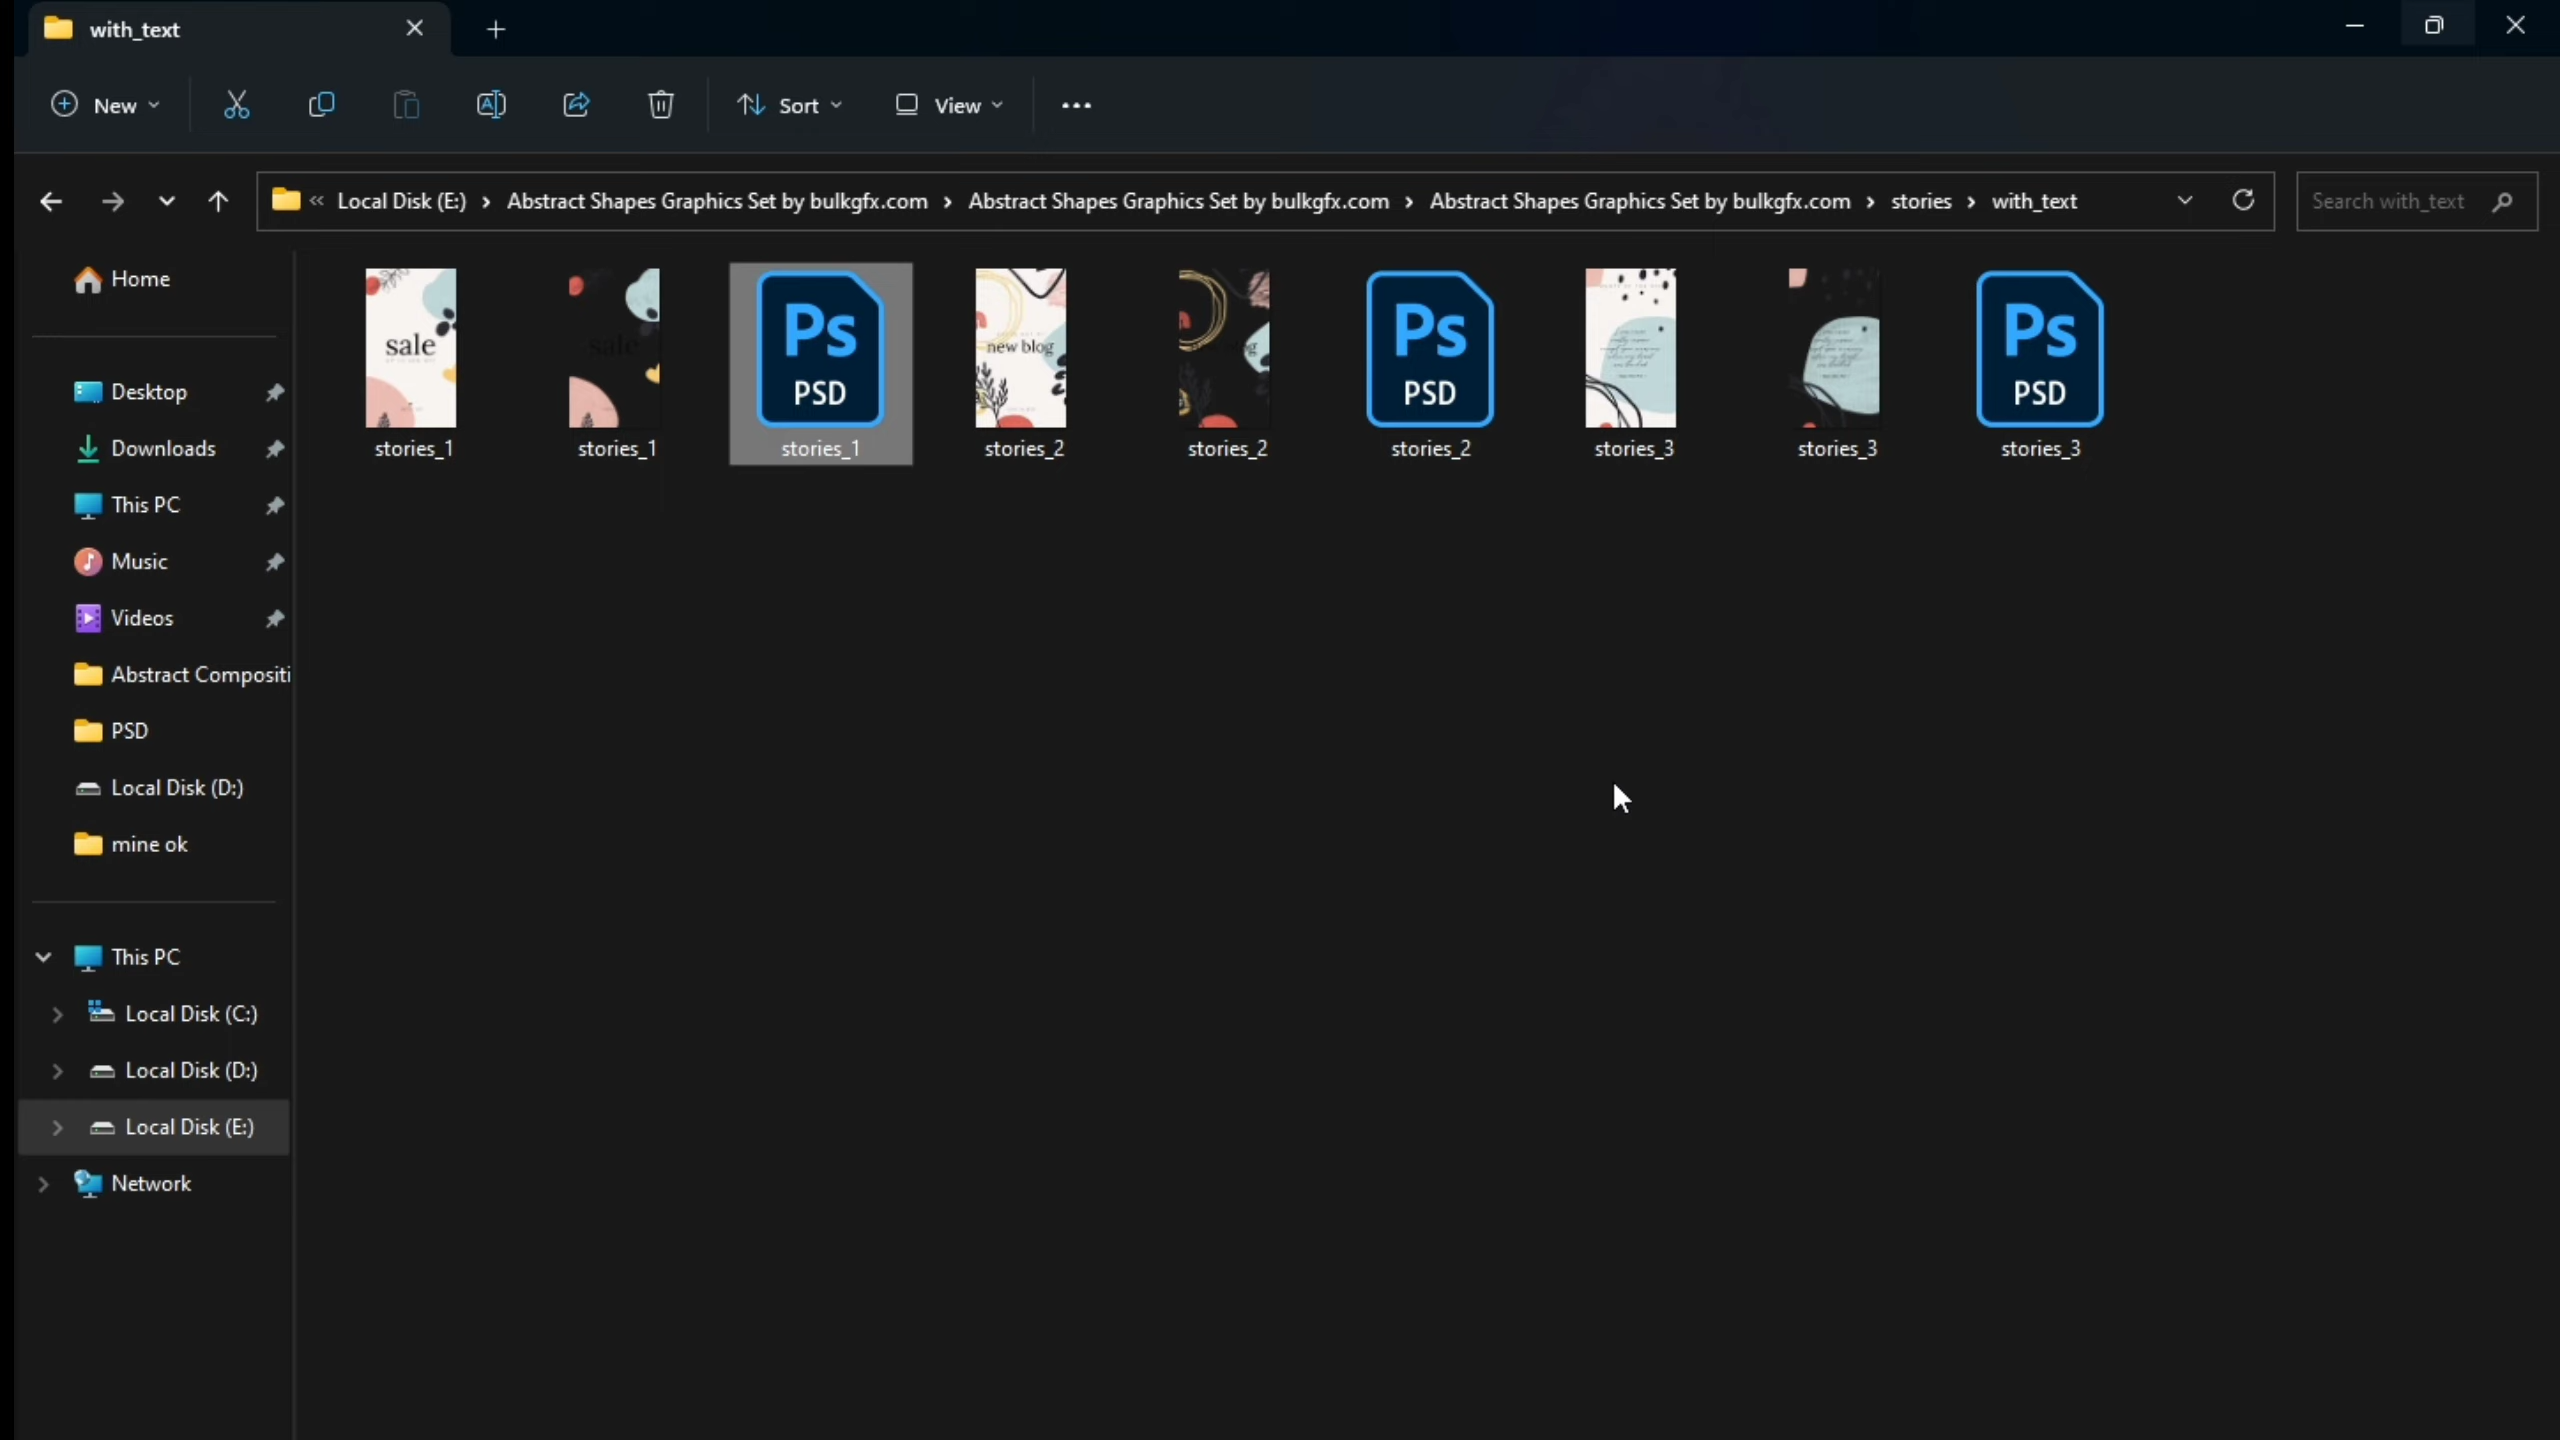 with_text
New
Sort
View
« Local Disk (E:) › Abstract Shapes Graphics Set by bulkgfx.com › Abstract Shapes Graphics Set by bulkgfx.com › Abstract Shapes Graphics Set by bulkgfx.com › stories › with_text
Search with_text
Home
Desktop
Downloads
This PC
Music
Videos
Abstract Compositi
PSD
Local Disk (D:)
mine ok
This PC
Local Disk (C:)
Local Disk (D:)
Local Disk (E:)
Network
sale
stories_1
sale
stories_1
Ps
PSD
stories_1
new blog
stories_2
stories_2
Ps
PSD
stories_2
stories_3
stories_3
Ps
PSD
stories_3